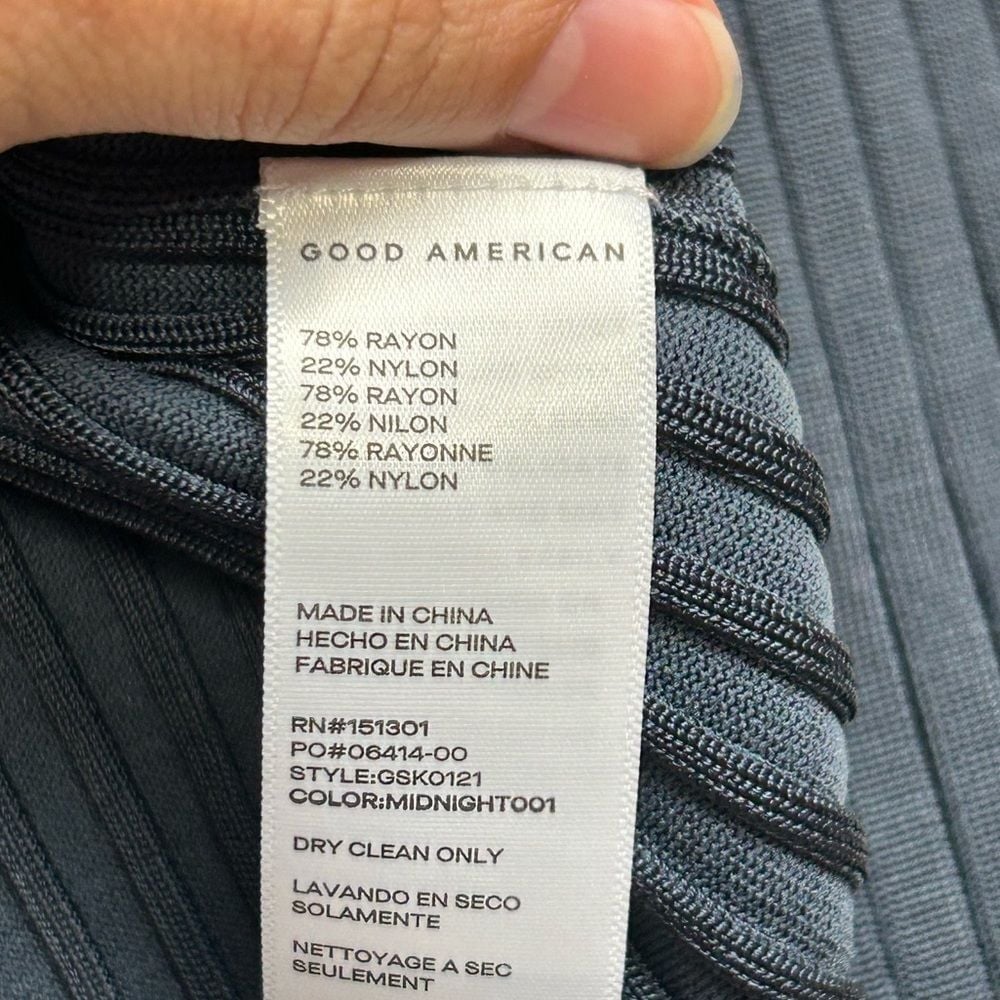 GOOD AMERICAN
78% RAYON
22% NYLON
78% RAYON
22% NILON
78% RAYONNE
22% NYLON
MADE IN CHINA
HECHO EN CHINA
FABRIQUE EN CHINE
RN#151301
PO#06414-00
STYLE:GSK0121
COLOR:MIDNIGHT001
DRY CLEAN ONLY
LAVANDO EN SECO
SOLAMENTE
NETTOYAGE A SEC
SEULEMENT